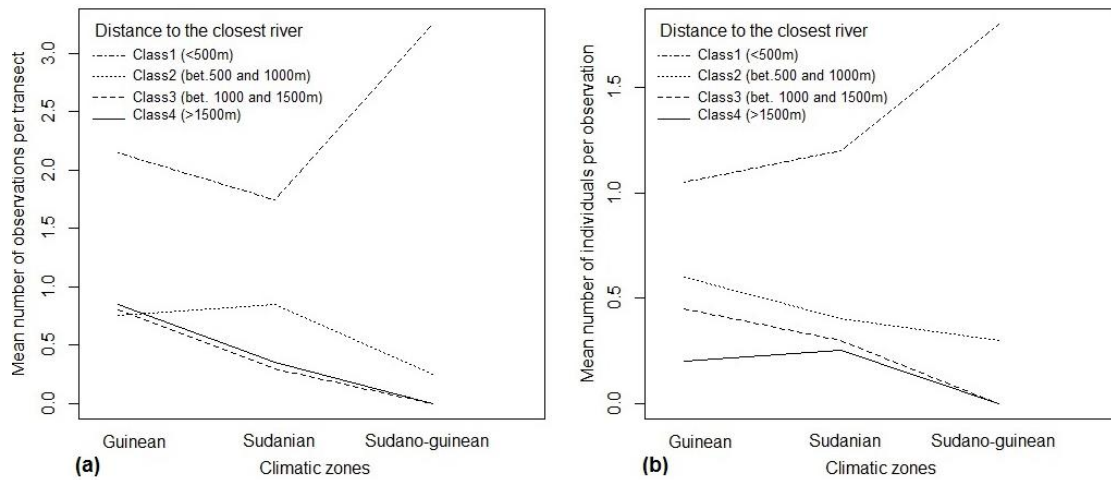 Distance to the closest river
Class1 (<500m)
Class2 (bet.500 and 1000m)
Class3 (bet. 1000 and 1500m)
Class4 (>1500m)
Mean number of observations per transect
3.0
2.5
2.0
1.5
1.0
0.5
0.0
Guinean Sudanian Sudano-guinean
(a) Climatic zones
Distance to the closest river
Class1 (<500m)
Class2 (bet.500 and 1000m)
Class3 (bet. 1000 and 1500m)
Class4 (>1500m)
Mean number of individuals per observation
1.5
1.0
0.5
0.0
Guinean Sudanian Sudano-guinean
(b) Climatic zones